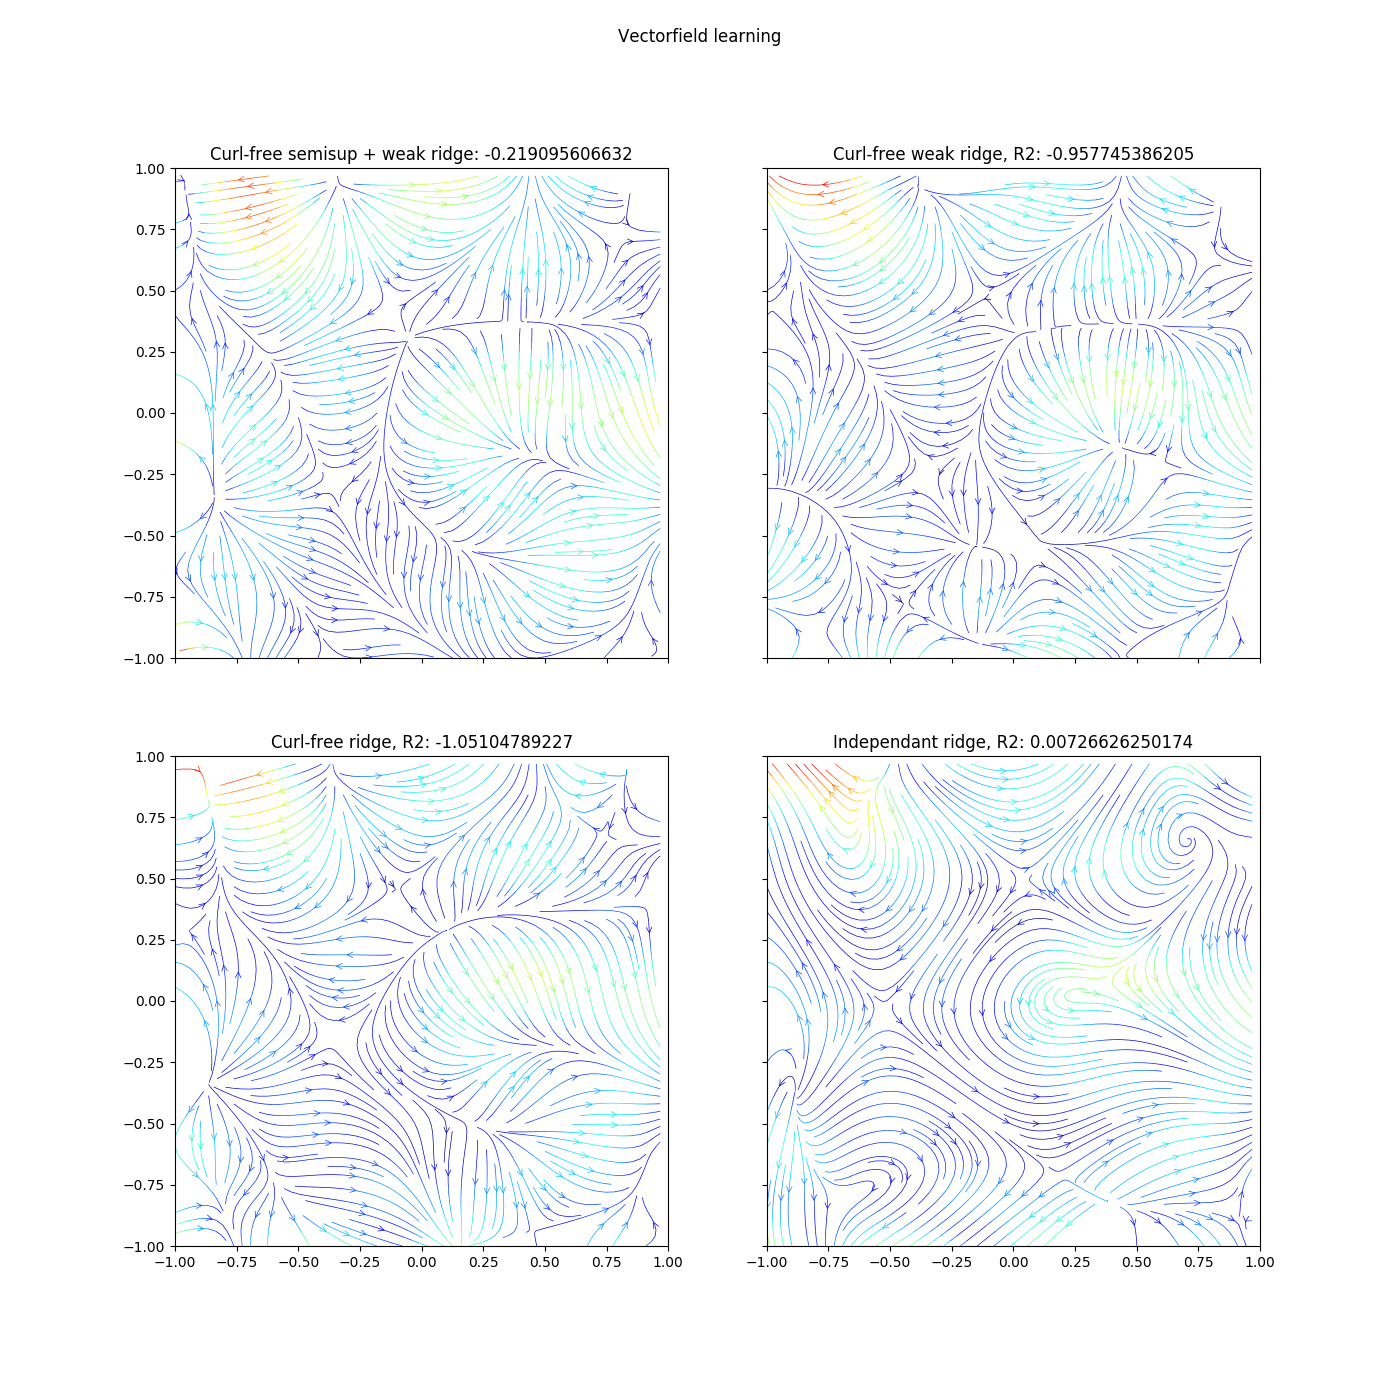 Vectorfield learning
Curl-free semisup + weak ridge: -0.219095606632
Curl-free weak ridge, R2: -0.957745386205
1.00
0.75
0.50
0.25
0.00
−0.25
−0.50
−0.75
−1.00
Curl-free ridge, R2: -1.05104789227
Independant ridge, R2: 0.00726626250174
1.00
0.75
0.50
0.25
0.00
−0.25
−0.50
−0.75
−1.00
−1.00 −0.75 −0.50 −0.25 0.00 0.25 0.50 0.75 1.00
−1.00 −0.75 −0.50 −0.25 0.00 0.25 0.50 0.75 1.00